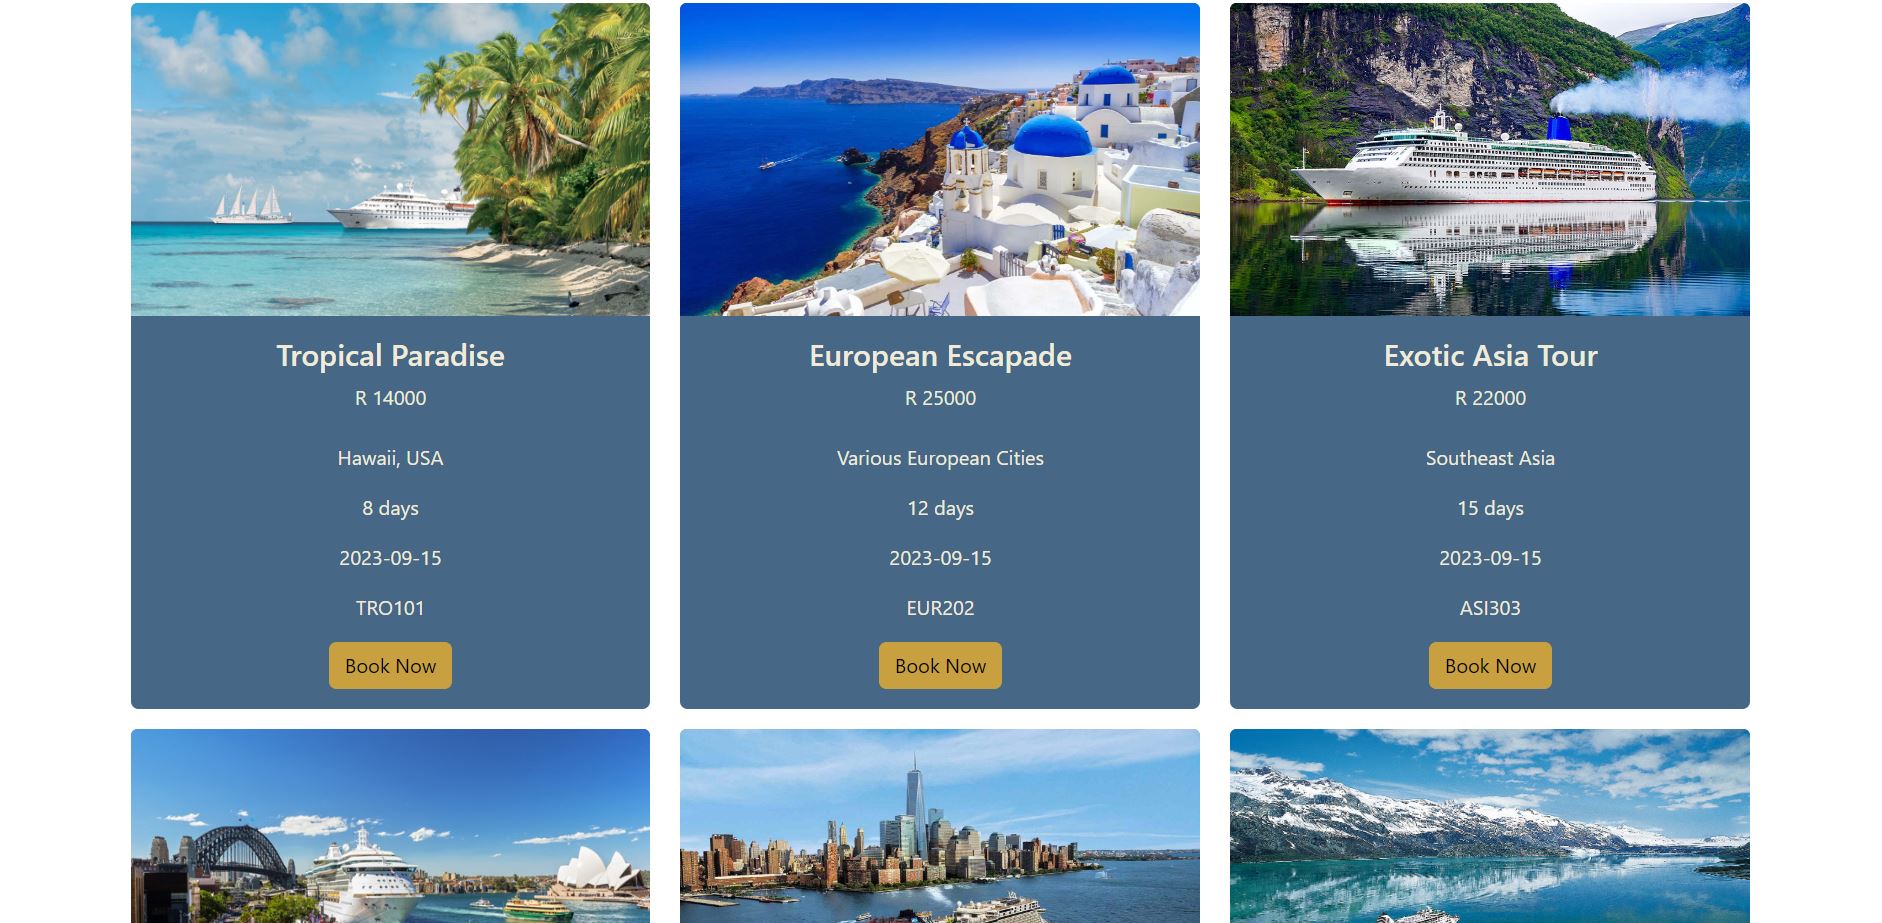 Tropical Paradise
R 14000
Hawaii, USA
8 days
2023-09-15
TRO101
Book Now
European Escapade
R 25000
Various European Cities
12 days
2023-09-15
EUR202
Book Now
Exotic Asia Tour
R 22000
Southeast Asia
15 days
2023-09-15
ASI303
Book Now